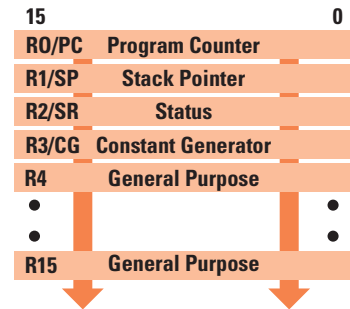 15 0
RO/PC Program Counter
R1/SP Stack Pointer
R2/SR Status
R3/CG Constant Generator
R4 General Purpose
R15 General Purpose